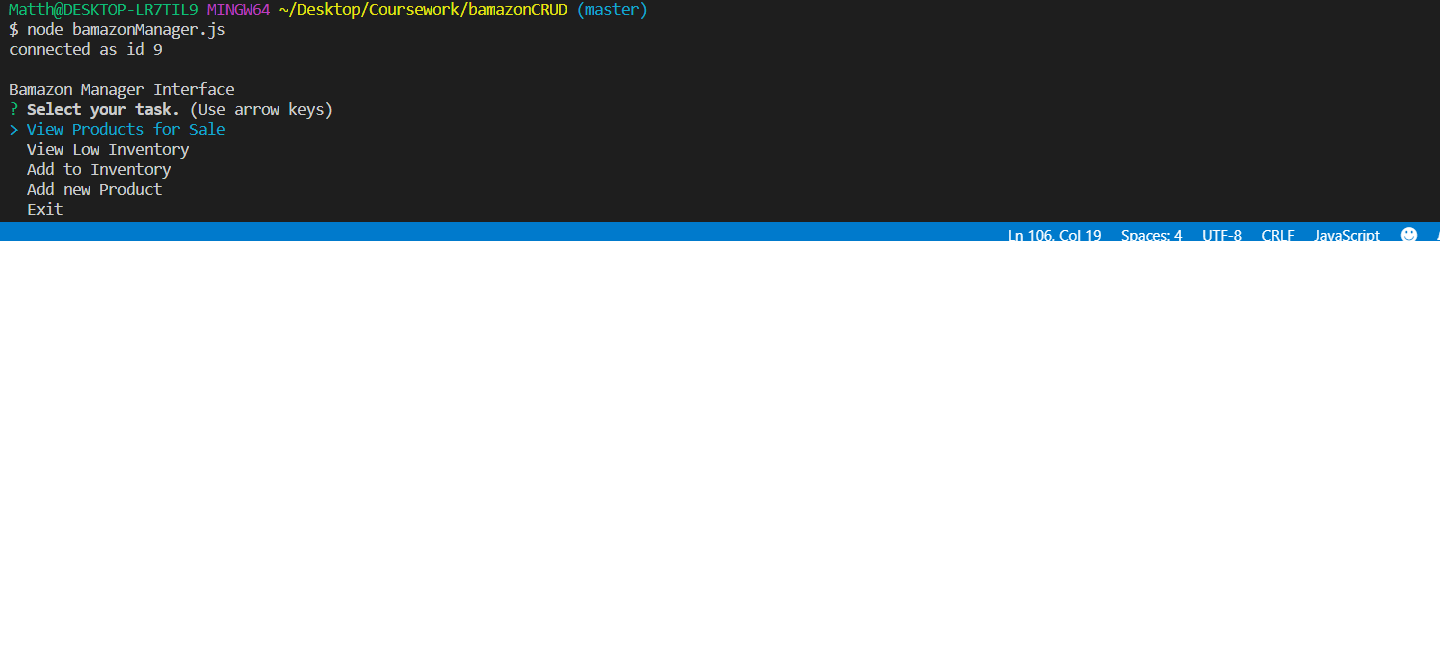 Matth@DESKTOP-LR7TIL9 MINGW64 ~/Desktop/Coursework/bamazonCRUD (master)
$ node bamazonManager.js
connected as id 9
Bamazon Manager Interface
? Select your task. (Use arrow keys)
> View Products for Sale
View Low Inventory
Add to Inventory
Add new Product
Exit
Ln 106, Col 19 Spaces: 4 UTF-8 CRLF JavaScript